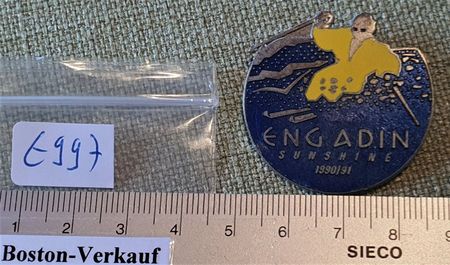 E997
ENGADIN
SUNSHINE
1990/91
1 2 3 4 5 6 7 8 9
SIECO
Boston-Verkauf